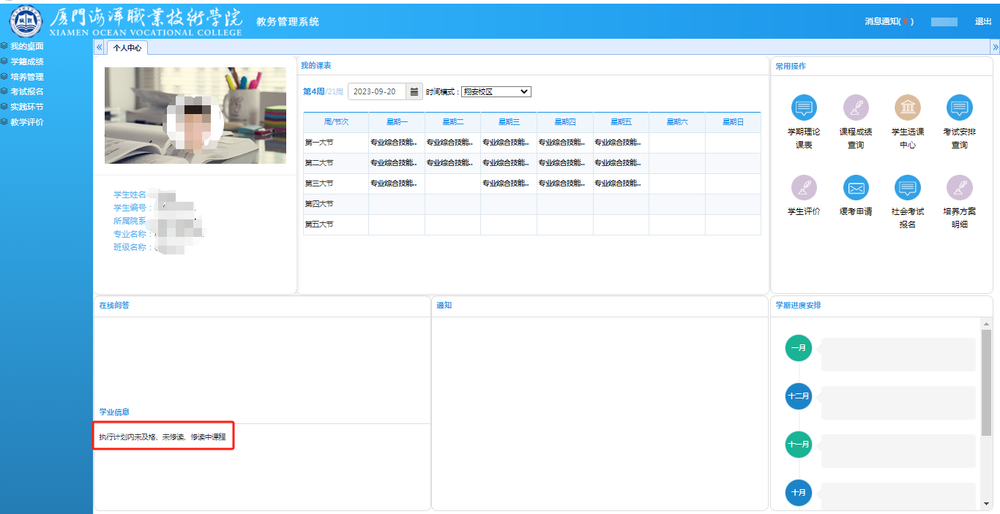 厦門海洋職業技術學院
XIAMEN OCEAN VOCATIONAL COLLEGE
教务管理系统
消息通知( 0 )
退出
我的桌面
学籍成绩
培养管理
考试报名
实践环节
教学评价
个人中心
学生姓名
学生编号：
所属院系
专业名称：
班级名称：
我的课表
第4周/21周 2023-09-20 时间模式： 翔安校区
周/节次 星期一 星期二 星期三 星期四 星期五 星期六 星期日
第一大节 专业综合技能.. 专业综合技能.. 专业综合技能.. 专业综合技能.. 专业综合技能..
第二大节 专业综合技能.. 专业综合技能.. 专业综合技能.. 专业综合技能.. 专业综合技能..
第三大节 专业综合技能.. 专业综合技能.. 专业综合技能.. 专业综合技能..
第四大节
第五大节
常用操作
学期理论
课表
课程成绩
查询
学生选课
中心
考试安排
查询
学生评价
缓考申请
社会考试
报名
培养方案
明细
在线问答
学业信息
执行计划内未及格、未修读、修读中课程
通知
学期进度安排
一月
十二月
十一月
十月